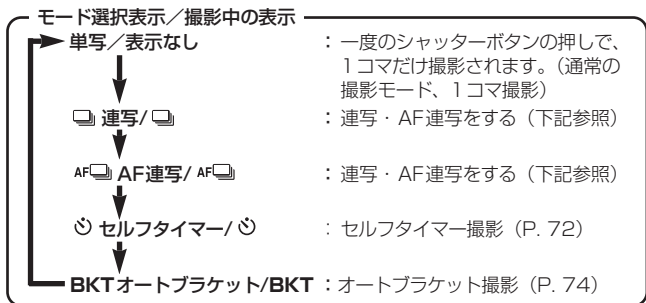 モード選択表示／撮影中の表示
単写／表示なし ：一度のシャッターボタンの押しで、
１コマだけ撮影されます。（通常の
撮影モード、１コマ撮影）
連写/ ：連写・AF連写をする（下記参照）
AF AF連写/ AF ：連写・AF連写をする（下記参照）
セルフタイマー/ ：セルフタイマー撮影（P. 72）
BKTオートブラケット/BKT ：オートブラケット撮影（P. 74）